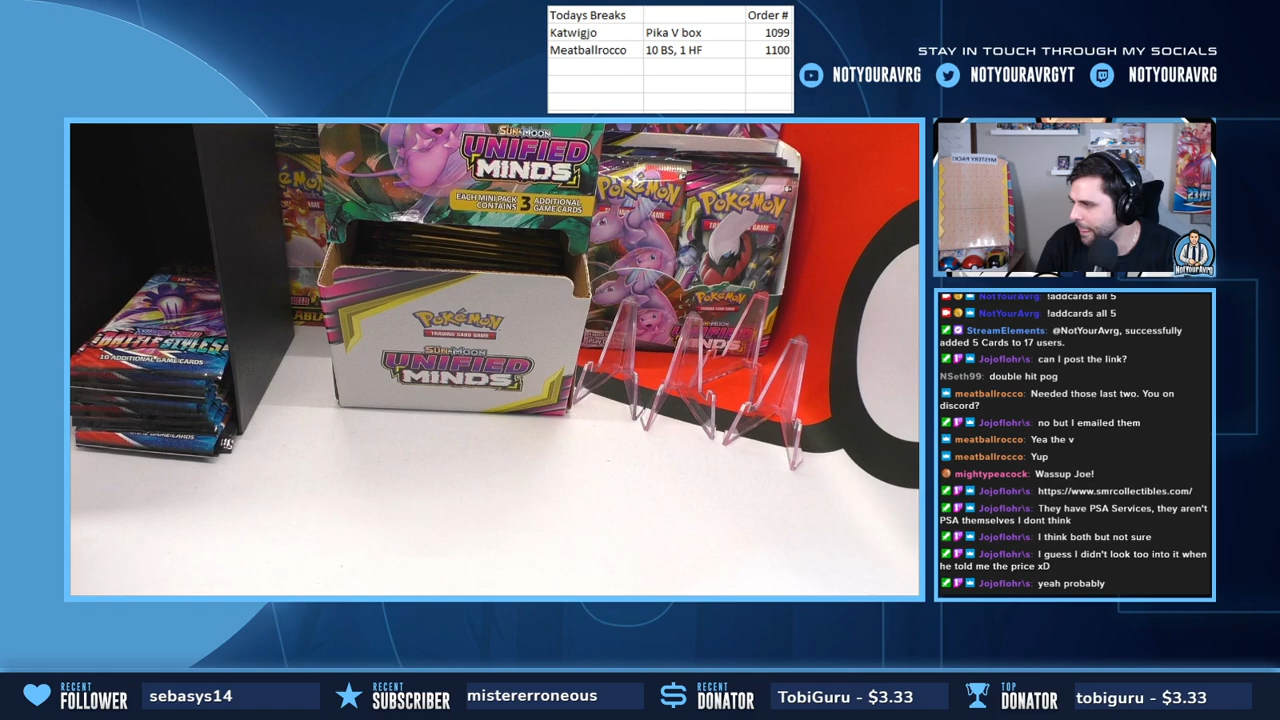 Todays Breaks Order #
Katwigjo Pika V box 1099
Meatballrocco 10 BS, 1 HF 1100
STAY IN TOUCH THROUGH MY SOCIALS
NOTYOURAVRG NOTYOURAVRGYT NOTYOURAVRG
SUN & MOON
UNIFIED
MINDS
EACH MINI PACK
CONTAINS 3 ADDITIONAL
GAME CARDS
POKéMON
POKéMON
POKéMON
POKéMON
TRADING CARD GAME
SUN & MOON
UNIFIED
MINDS
BATTLE STYLES
10 ADDITIONAL GAME CARDS
MYSTERY PACK
NotYourAvrg
NotYourAvrg: !addcards all 5
NotYourAvrg: !addcards all 5
StreamElements: @NotYourAvrg, successfully
added 5 Cards to 17 users.
Jojoflohr\s: can I post the link?
NSeth99: double hit pog
meatballrocco: Needed those last two. You on
discord?
Jojoflohr\s: no but I emailed them
meatballrocco: Yea the v
meatballrocco: Yup
mightypeacock: Wassup Joe!
Jojoflohr\s: https://www.smrcollectibles.com/
Jojoflohr\s: They have PSA Services, they aren't
PSA themselves I dont think
Jojoflohr\s: I think both but not sure
Jojoflohr\s: I guess I didn't look too into it when
he told me the price xD
Jojoflohr\s: yeah probably
RECENT FOLLOWER sebasys14 RECENT SUBSCRIBER mistererroneous RECENT DONATOR TobiGuru - $3.33 TOP DONATOR tobiguru - $3.33